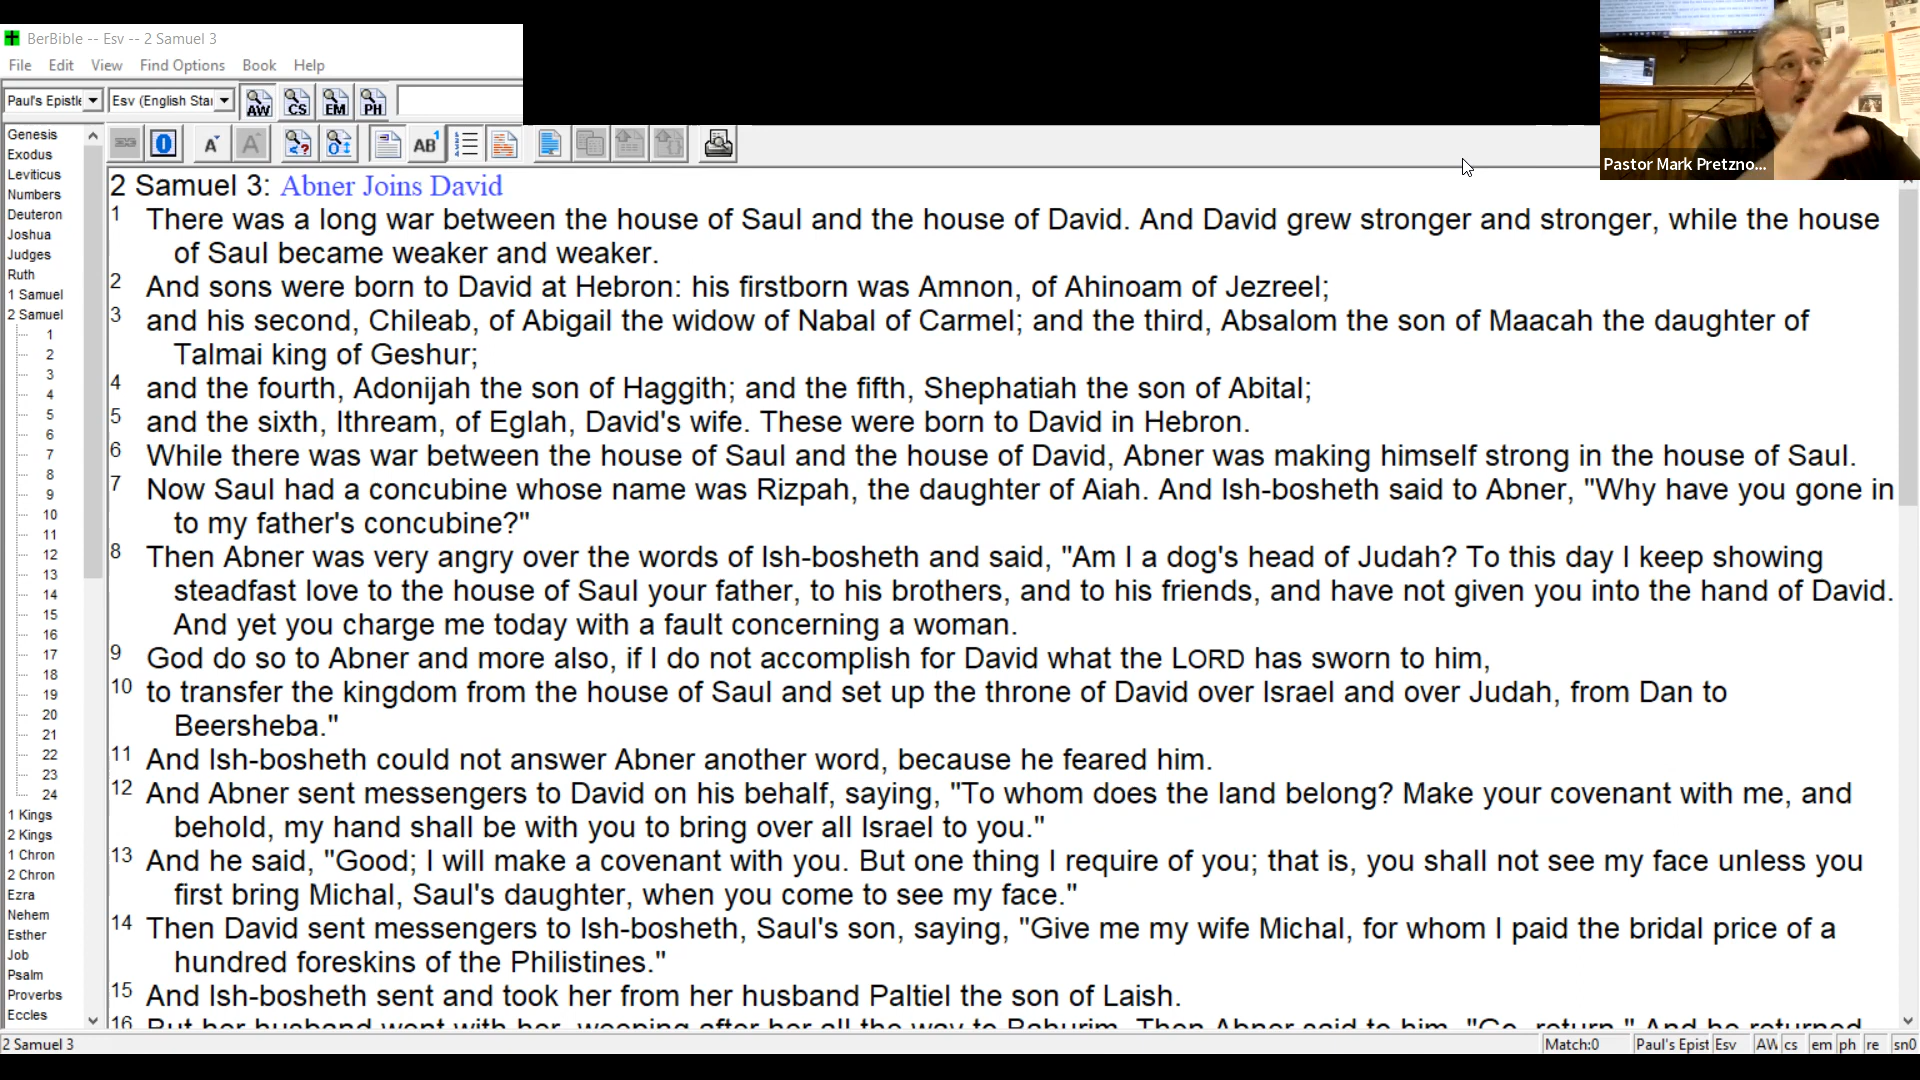 BerBible -- Esv -- 2 Samuel 3
File Edit View Find Options Book Help
Paul's Epistle Esv (English Star AW CS EM PH
Pastor Mark Pretzno...
Genesis
Exodus
Leviticus
Numbers
Deuteron
Joshua
Judges
Ruth
1 Samuel
2 Samuel
1
2
3
4
5
6
7
8
9
10
11
12
13
14
15
16
17
18
19
20
21
22
23
24
1 Kings
2 Kings
1 Chron
2 Chron
Ezra
Nehem
Esther
Job
Psalm
Proverbs
Eccles
2 Samuel 3: Abner Joins David
1 There was a long war between the house of Saul and the house of David. And David grew stronger and stronger, while the house
of Saul became weaker and weaker.
2 And sons were born to David at Hebron: his firstborn was Amnon, of Ahinoam of Jezreel;
3 and his second, Chileab, of Abigail the widow of Nabal of Carmel; and the third, Absalom the son of Maacah the daughter of
Talmai king of Geshur;
4 and the fourth, Adonijah the son of Haggith; and the fifth, Shephatiah the son of Abital;
5 and the sixth, Ithream, of Eglah, David's wife. These were born to David in Hebron.
6 While there was war between the house of Saul and the house of David, Abner was making himself strong in the house of Saul.
7 Now Saul had a concubine whose name was Rizpah, the daughter of Aiah. And Ish-bosheth said to Abner, "Why have you gone in
to my father's concubine?"
8 Then Abner was very angry over the words of Ish-bosheth and said, "Am I a dog's head of Judah? To this day I keep showing
steadfast love to the house of Saul your father, to his brothers, and to his friends, and have not given you into the hand of David.
And yet you charge me today with a fault concerning a woman.
9 God do so to Abner and more also, if I do not accomplish for David what the LORD has sworn to him,
10 to transfer the kingdom from the house of Saul and set up the throne of David over Israel and over Judah, from Dan to
Beersheba."
11 And Ish-bosheth could not answer Abner another word, because he feared him.
12 And Abner sent messengers to David on his behalf, saying, "To whom does the land belong? Make your covenant with me, and
behold, my hand shall be with you to bring over all Israel to you."
13 And he said, "Good; I will make a covenant with you. But one thing I require of you; that is, you shall not see my face unless you
first bring Michal, Saul's daughter, when you come to see my face."
14 Then David sent messengers to Ish-bosheth, Saul's son, saying, "Give me my wife Michal, for whom I paid the bridal price of a
hundred foreskins of the Philistines."
15 And Ish-bosheth sent and took her from her husband Paltiel the son of Laish.
16 But her husband went with her, weeping after her all the way to Bahurim. Then Abner said to him, "Go, return." And he returned
2 Samuel 3 Match:0 Paul's Epist Esv AW cs em ph re sn0